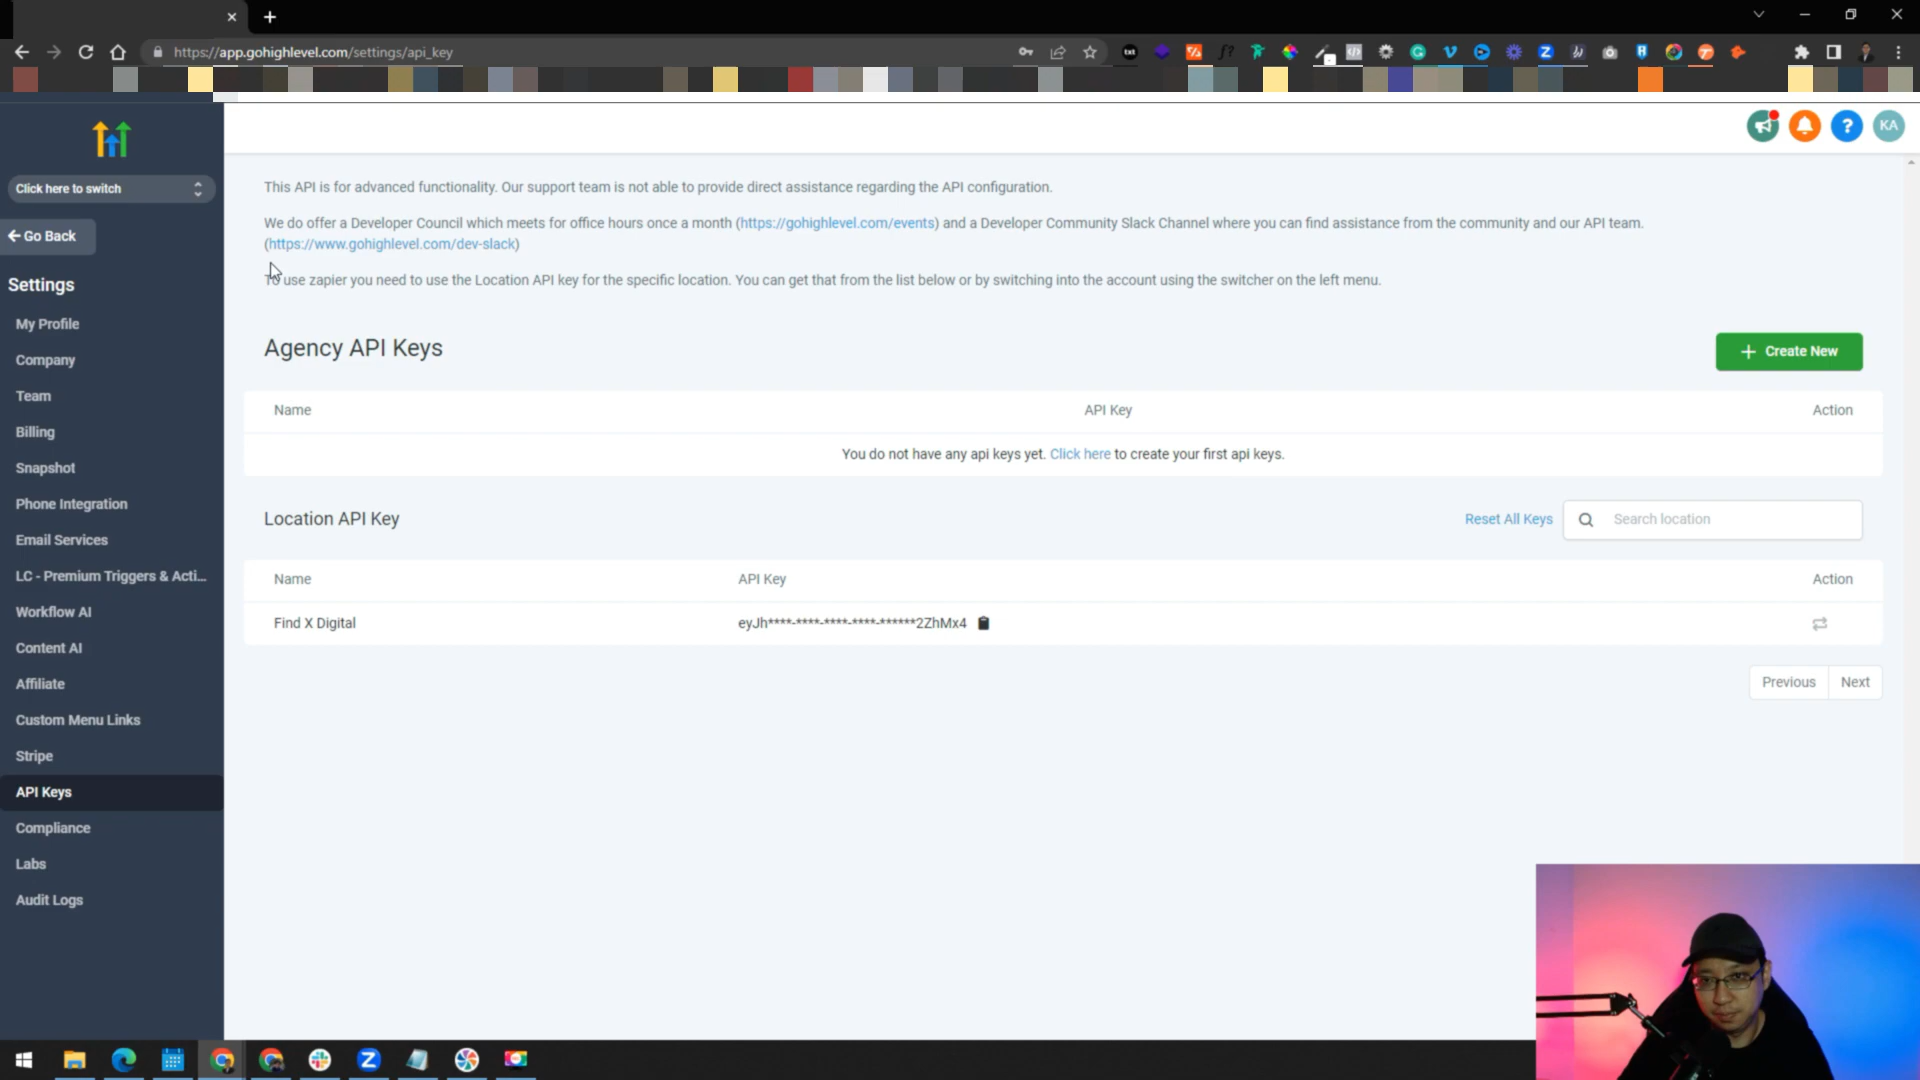 https://app.gohighlevel.com/settings/api_key
KA
Click here to switch
Go Back
Settings
My Profile
Company
Team
Billing
Snapshot
Phone Integration
Email Services
LC - Premium Triggers & Acti...
Workflow AI
Content AI
Affiliate
Custom Menu Links
Stripe
API Keys
Compliance
Labs
Audit Logs
This API is for advanced functionality. Our support team is not able to provide direct assistance regarding the API configuration.
We do offer a Developer Council which meets for office hours once a month (https://gohighlevel.com/events) and a Developer Community Slack Channel where you can find assistance from the community and our API team.
(https://www.gohighlevel.com/dev-slack)
To use zapier you need to use the Location API key for the specific location. You can get that from the list below or by switching into the account using the switcher on the left menu.
Agency API Keys
+ Create New
Name API Key Action
You do not have any api keys yet. Click here to create your first api keys.
Location API Key
Reset All Keys
Search location
Name API Key Action
Find X Digital eyJh****-****-****-****-******2ZhMx4
Previous Next